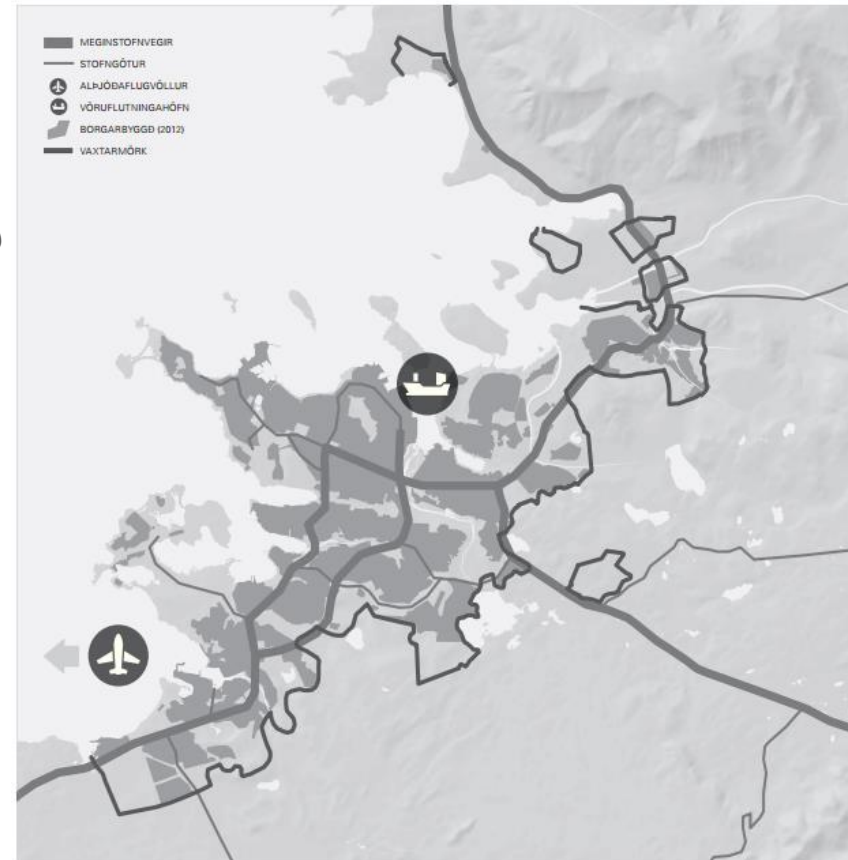 MEGINSTOFNVEGIR
STOFNGÖTUR
ALÞJÓÐAFLUGVÖLLUR
VÖRUFLUTNINGAHÖFN
BORGARBYGGÐ (2012)
VAXTARMÖRK
)